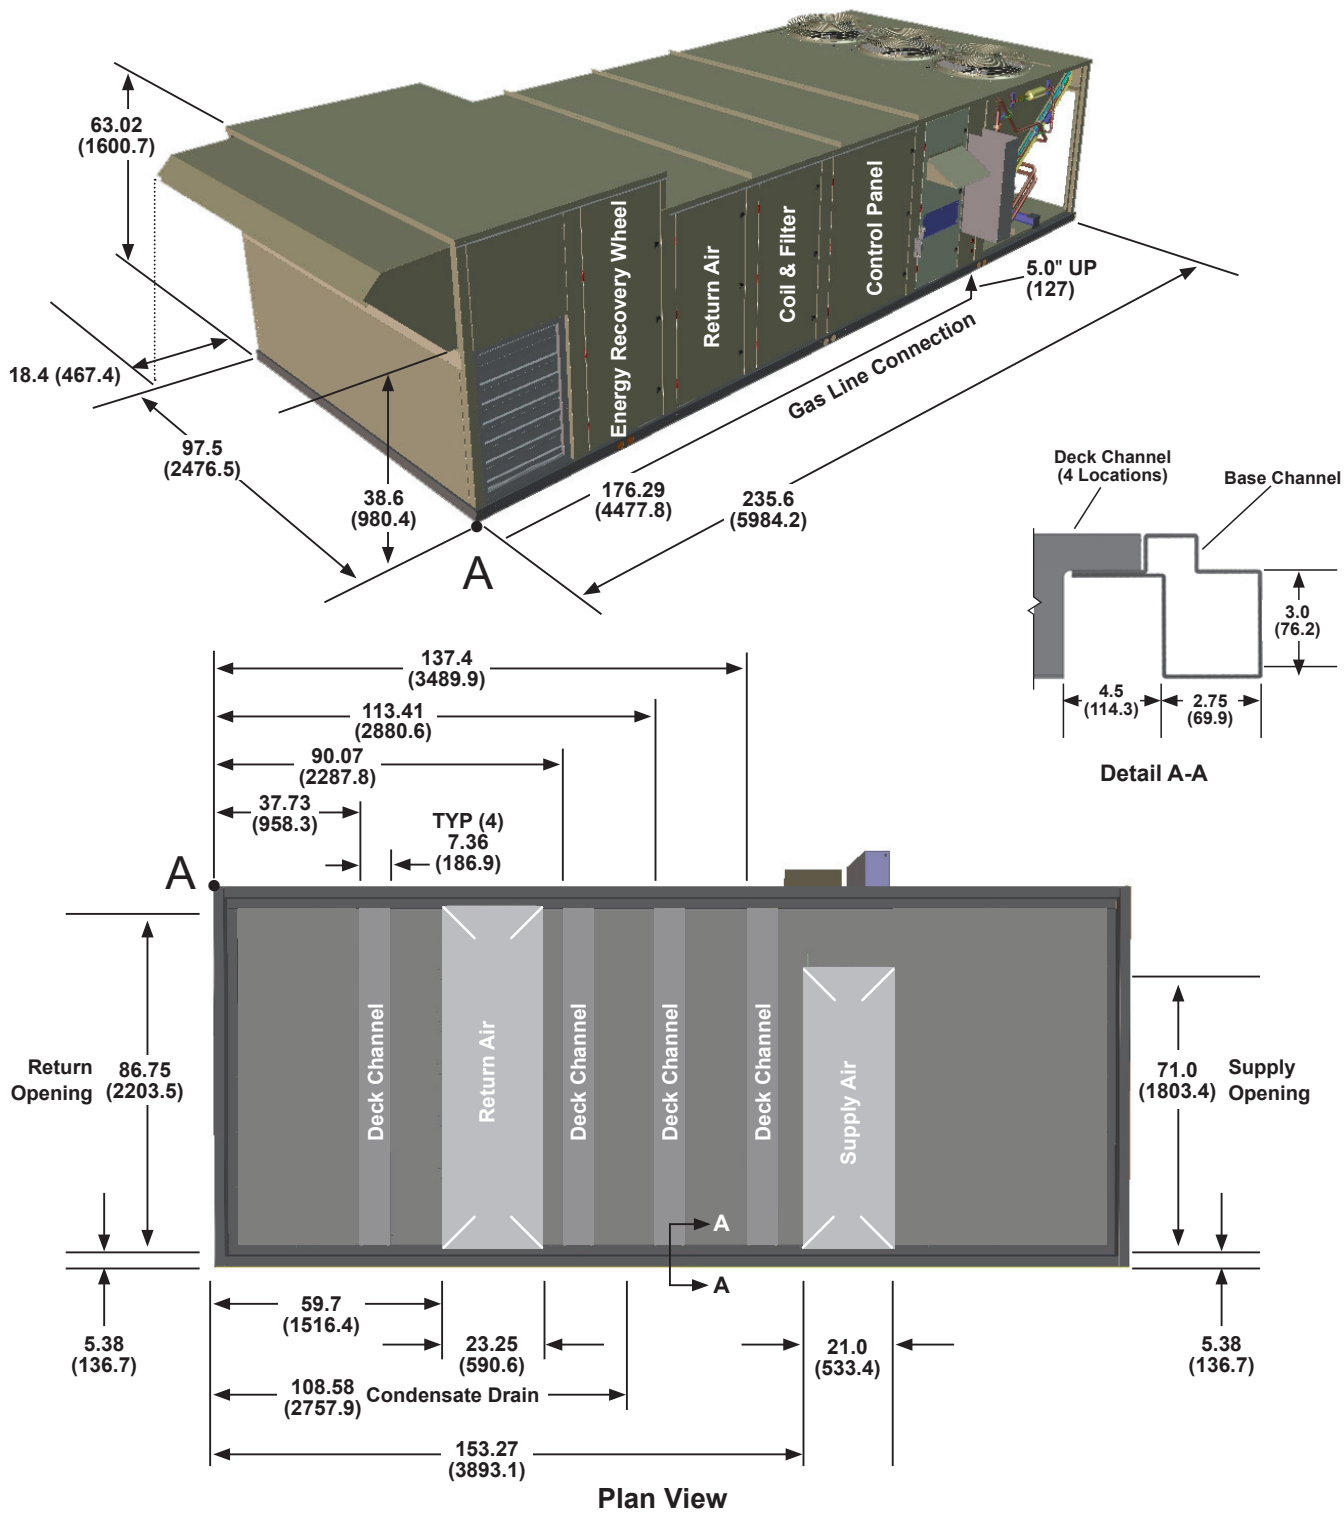 63.02
(1600.7)
18.4 (467.4)
97.5
(2476.5)
38.6
(980.4)
A
Energy Recovery Wheel
Return Air
Coil & Filter
Control Panel
5.0" UP
(127)
Gas Line Connection
176.29
(4477.8)
235.6
(5984.2)
Deck Channel
(4 Locations)
Base Channel
3.0
(76.2)
4.5
(114.3)
2.75
(69.9)
Detail A-A
137.4
(3489.9)
113.41
(2880.6)
90.07
(2287.8)
37.73
(958.3)
TYP (4)
7.36
(186.9)
A
Return
Opening
86.75
(2203.5)
Deck Channel
Return Air
Deck Channel
Deck Channel
Deck Channel
Supply Air
71.0
(1803.4)
Supply
Opening
A
A
5.38
(136.7)
59.7
(1516.4)
23.25
(590.6)
21.0
(533.4)
5.38
(136.7)
108.58
(2757.9)
Condensate Drain
153.27
(3893.1)
Plan View